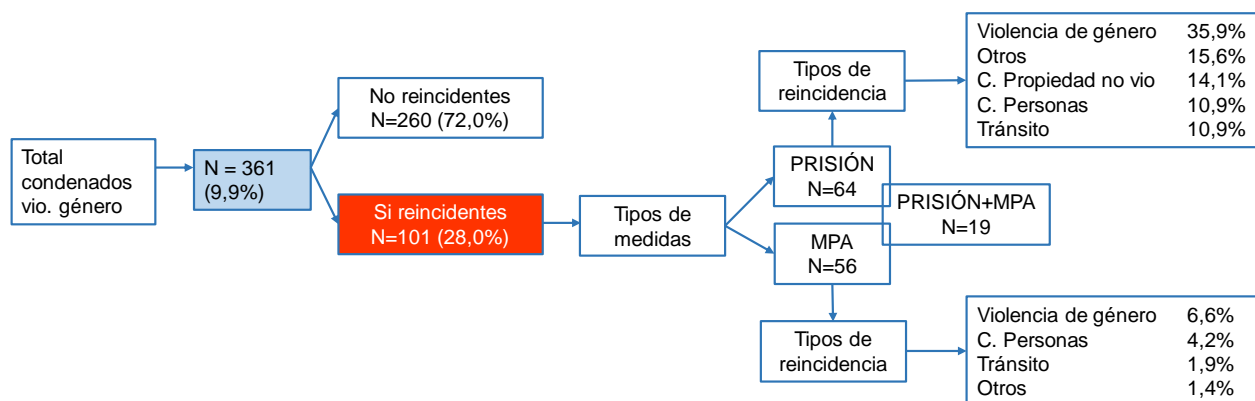 Total
condenados
vio. género
N = 361
(9,9%)
No reincidentes
N=260 (72,0%)
Si reincidentes
N=101 (28,0%)
Tipos de
medidas
PRISIÓN
N=64
PRISIÓN+MPA
N=19
MPA
N=56
Tipos de
reincidencia
Violencia de género 35,9%
Otros 15,6%
C. Propiedad no vio 14,1%
C. Personas 10,9%
Tránsito 10,9%
Tipos de
reincidencia
Violencia de género 6,6%
C. Personas 4,2%
Tránsito 1,9%
Otros 1,4%